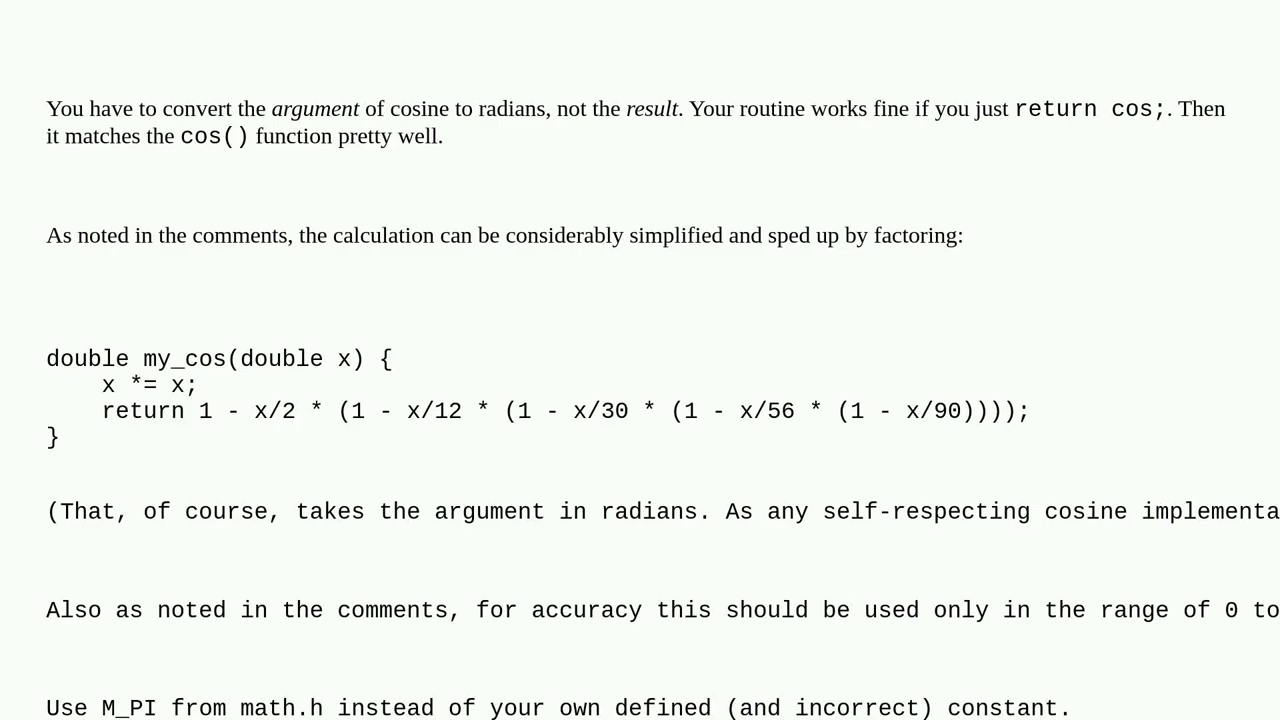 You have to convert the argument of cosine to radians, not the result. Your routine works fine if you just return cos;. Then
it matches the cos() function pretty well.
As noted in the comments, the calculation can be considerably simplified and sped up by factoring:
double my_cos(double x) {
    x *= x;
    return 1 - x/2 * (1 - x/12 * (1 - x/30 * (1 - x/56 * (1 - x/90))));
}
(That, of course, takes the argument in radians. As any self-respecting cosine
Also as noted in the comments, for accuracy this should be used only in the range of 0 to
Use M_PI from math.h instead of your own defined (and incorrect) constant.